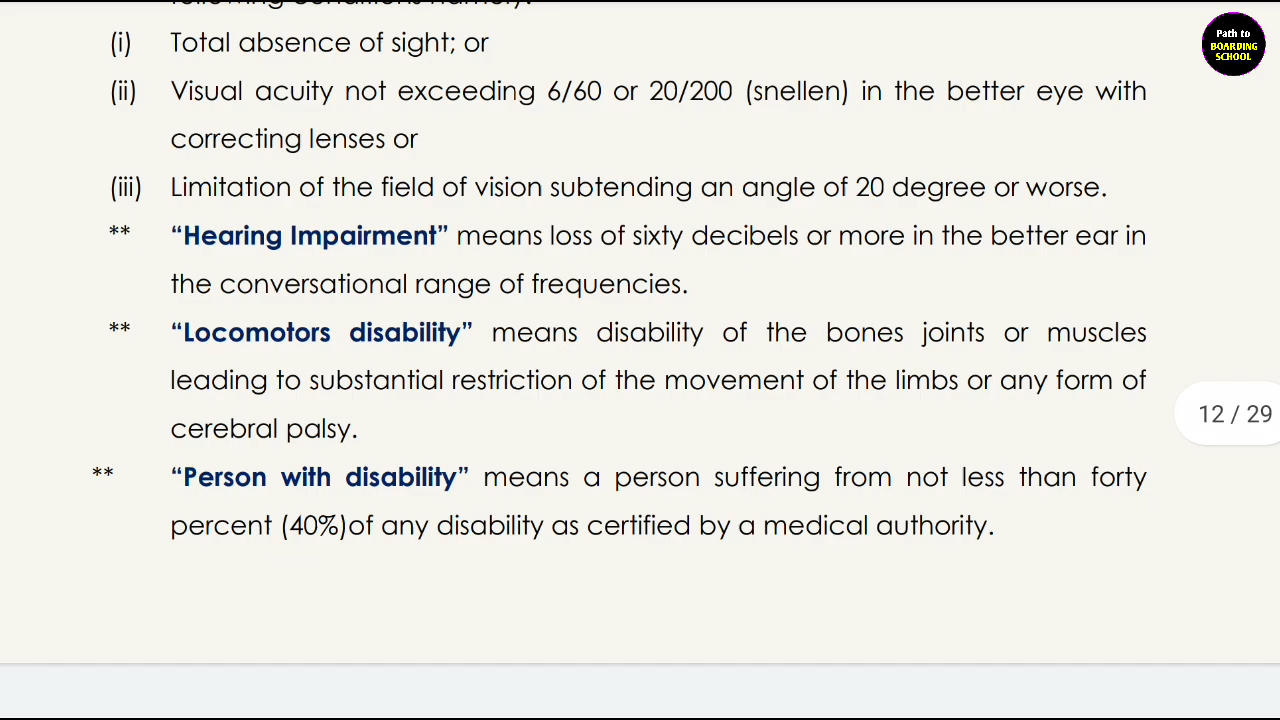 following conditions namely:
(i) Total absence of sight; or
Path to
BOARDING
SCHOOL
(ii) Visual acuity not exceeding 6/60 or 20/200 (snellen) in the better eye with
correcting lenses or
(iii) Limitation of the field of vision subtending an angle of 20 degree or worse.
** “Hearing Impairment” means loss of sixty decibels or more in the better ear in
the conversational range of frequencies.
** “Locomotors disability” means disability of the bones joints or muscles
leading to substantial restriction of the movement of the limbs or any form of
cerebral palsy.
12 / 29
** “Person with disability” means a person suffering from not less than forty
percent (40%)of any disability as certified by a medical authority.